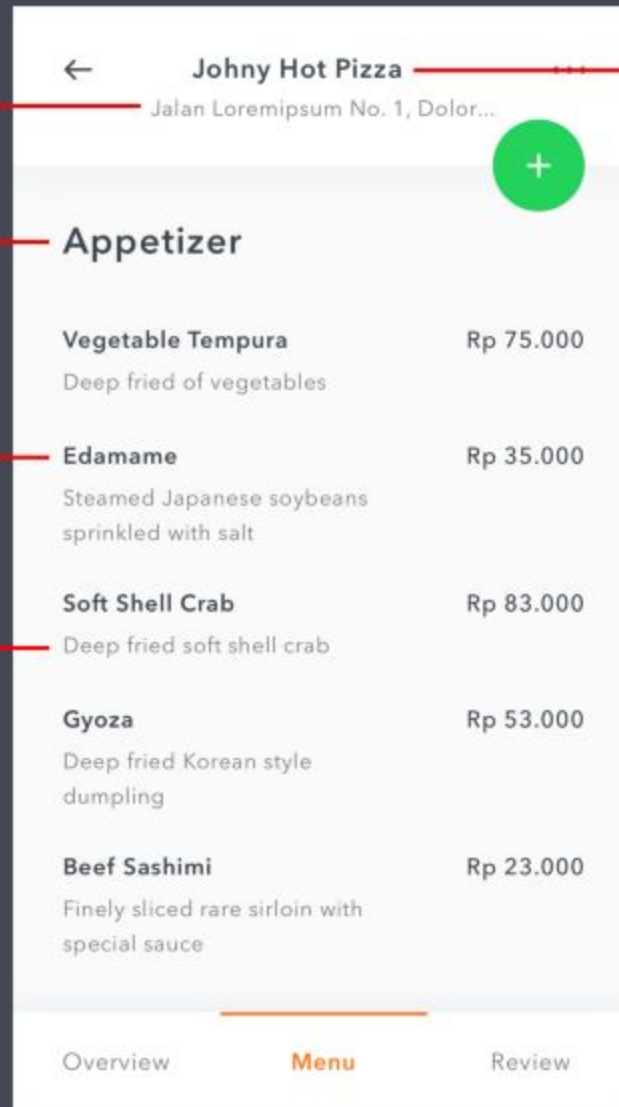 Johny Hot Pizza
Jalan Loremipsum No. 1, Dolor...
+
Appetizer
Vegetable Tempura Rp 75.000
Deep fried of vegetables
Edamame Rp 35.000
Steamed Japanese soybeans
sprinkled with salt
Soft Shell Crab Rp 83.000
Deep fried soft shell crab
Gyoza Rp 53.000
Deep fried Korean style
dumpling
Beef Sashimi Rp 23.000
Finely sliced rare sirloin with
special sauce
Overview Menu Review